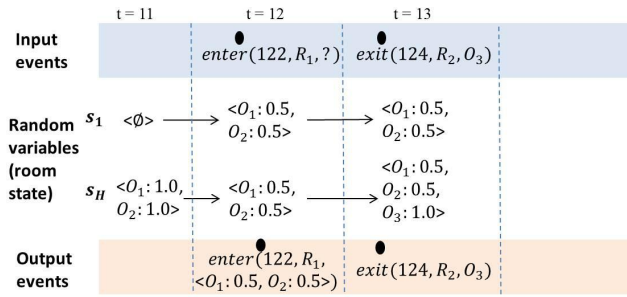 t = 11 t = 12 t = 13
Input
events
enter(122, R₁, ?) exit(124, R₂, O₃)
Random
variables
(room
state)
s₁ <∅> <O₁: 0.5,
O₂: 0.5> <O₁: 0.5,
O₂: 0.5>
s_H <O₁: 1.0,
O₂: 1.0> <O₁: 0.5,
O₂: 0.5> <O₁: 0.5,
O₂: 0.5,
O₃: 1.0>
Output
events
enter(122, R₁,
<O₁: 0.5, O₂: 0.5>) exit(124, R₂, O₃)